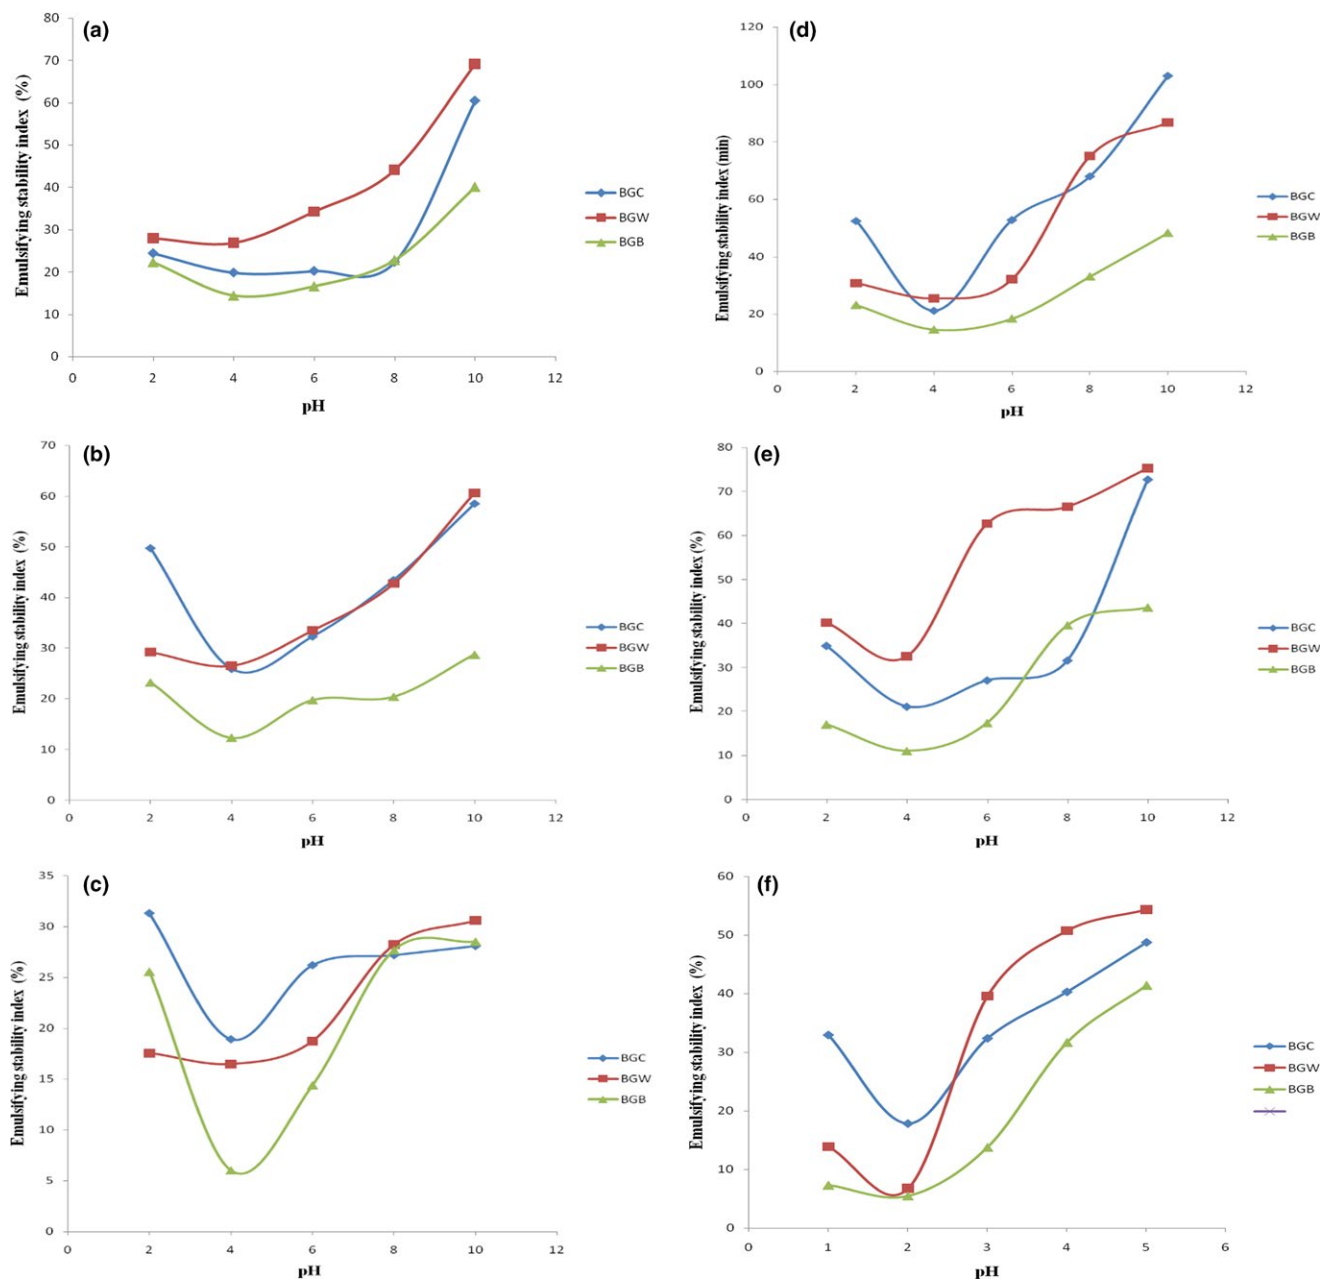 (a)
Emulsifying stability index (%)
80
70
60
50
40
30
20
10
0
0 2 4 6 8 10 12
pH
BGC
BGW
BGB
(d)
Emulsifying stability index (min)
120
100
80
60
40
20
0
0 2 4 6 8 10 12
pH
BGC
BGW
BGB
(b)
Emulsifying stability index (%)
70
60
50
40
30
20
10
0
0 2 4 6 8 10 12
pH
BGC
BGW
BGB
(e)
Emulsifying stability index (%)
80
70
60
50
40
30
20
10
0
0 2 4 6 8 10 12
pH
BGC
BGW
BGB
(c)
Emulsifying stability index (%)
35
30
25
20
15
10
5
0
0 2 4 6 8 10 12
pH
BGC
BGW
BGB
(f)
Emulsifying stability index (%)
60
50
40
30
20
10
0
0 1 2 3 4 5 6
pH
BGC
BGW
BGB